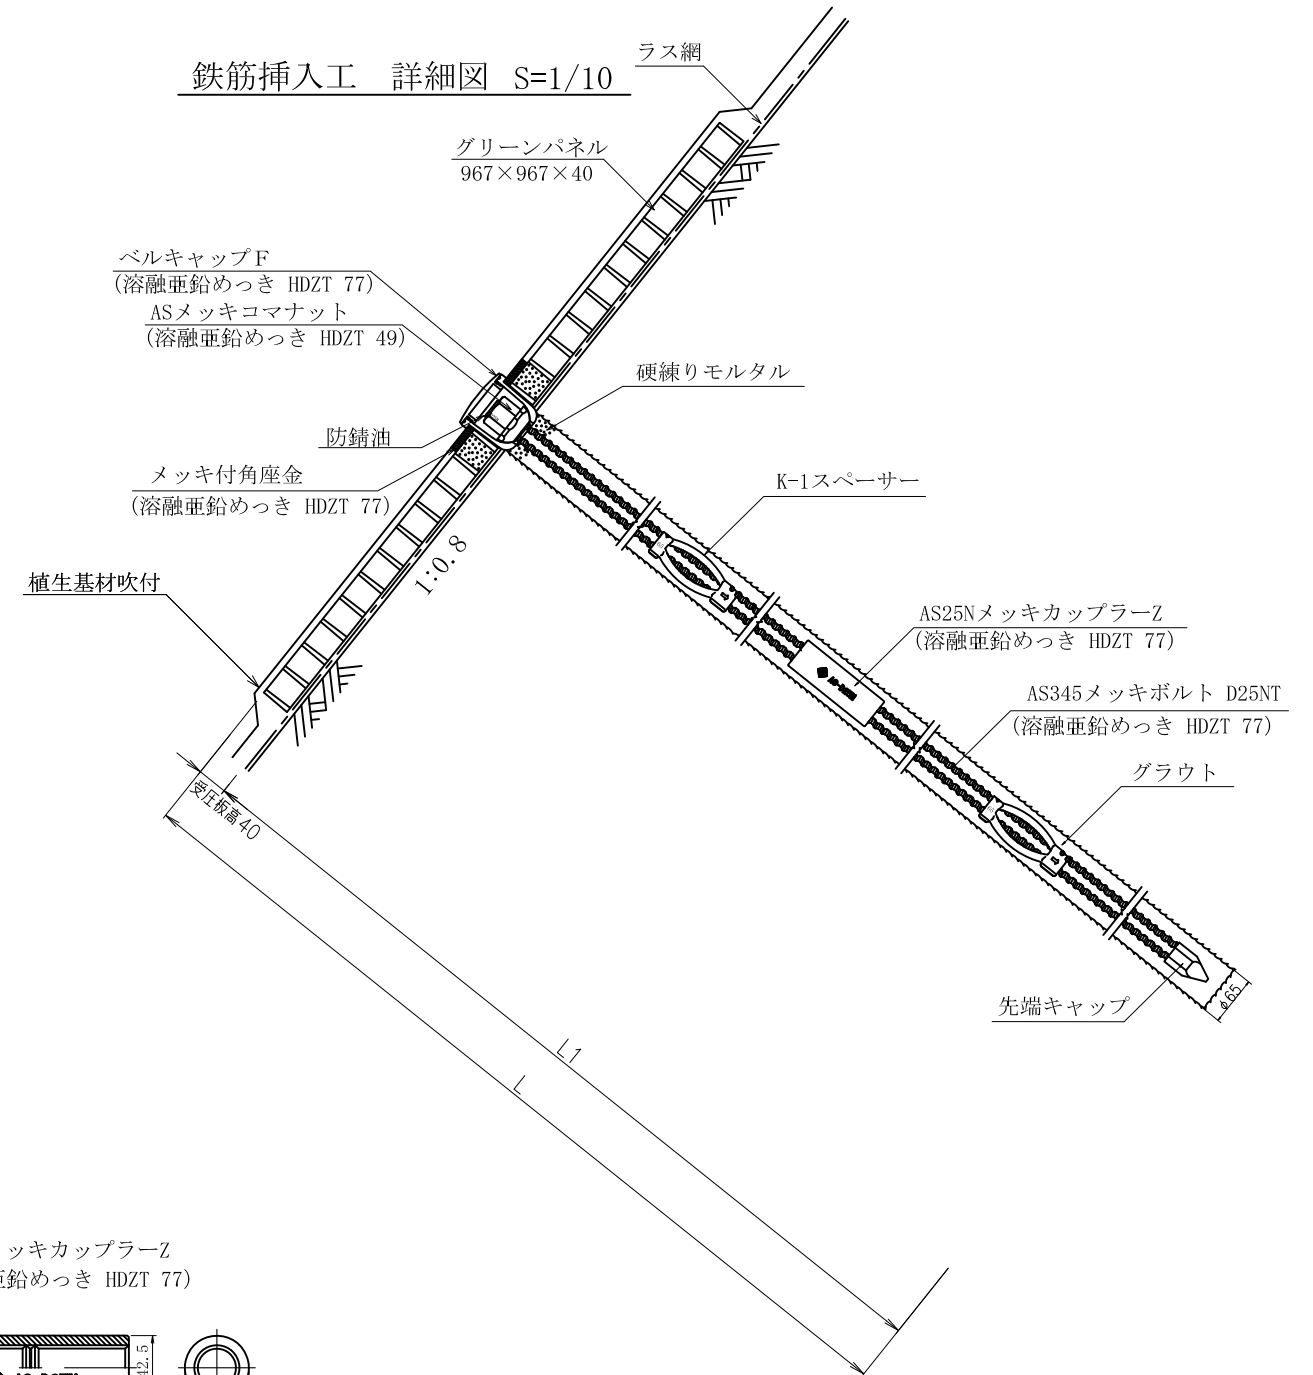 鉄筋挿入工　詳細図 S=1/10
ラス網
グリーンパネル
967×967×40
ベルキャップF
(溶融亜鉛めっき HDZT 77)
ASメッキコマナット
(溶融亜鉛めっき HDZT 49)
硬練りモルタル
防錆油
メッキ付角座金
(溶融亜鉛めっき HDZT 77)
K-1スペーサー
1:0.8
植生基材吹付
AS25NメッキカップラーZ
(溶融亜鉛めっき HDZT 77)
AS345メッキボルト D25NT
(溶融亜鉛めっき HDZT 77)
グラウト
受圧板高40
先端キャップ
φ65
L1
L
ッキカップラーZ
亜鉛めっき HDZT 77)
42.5